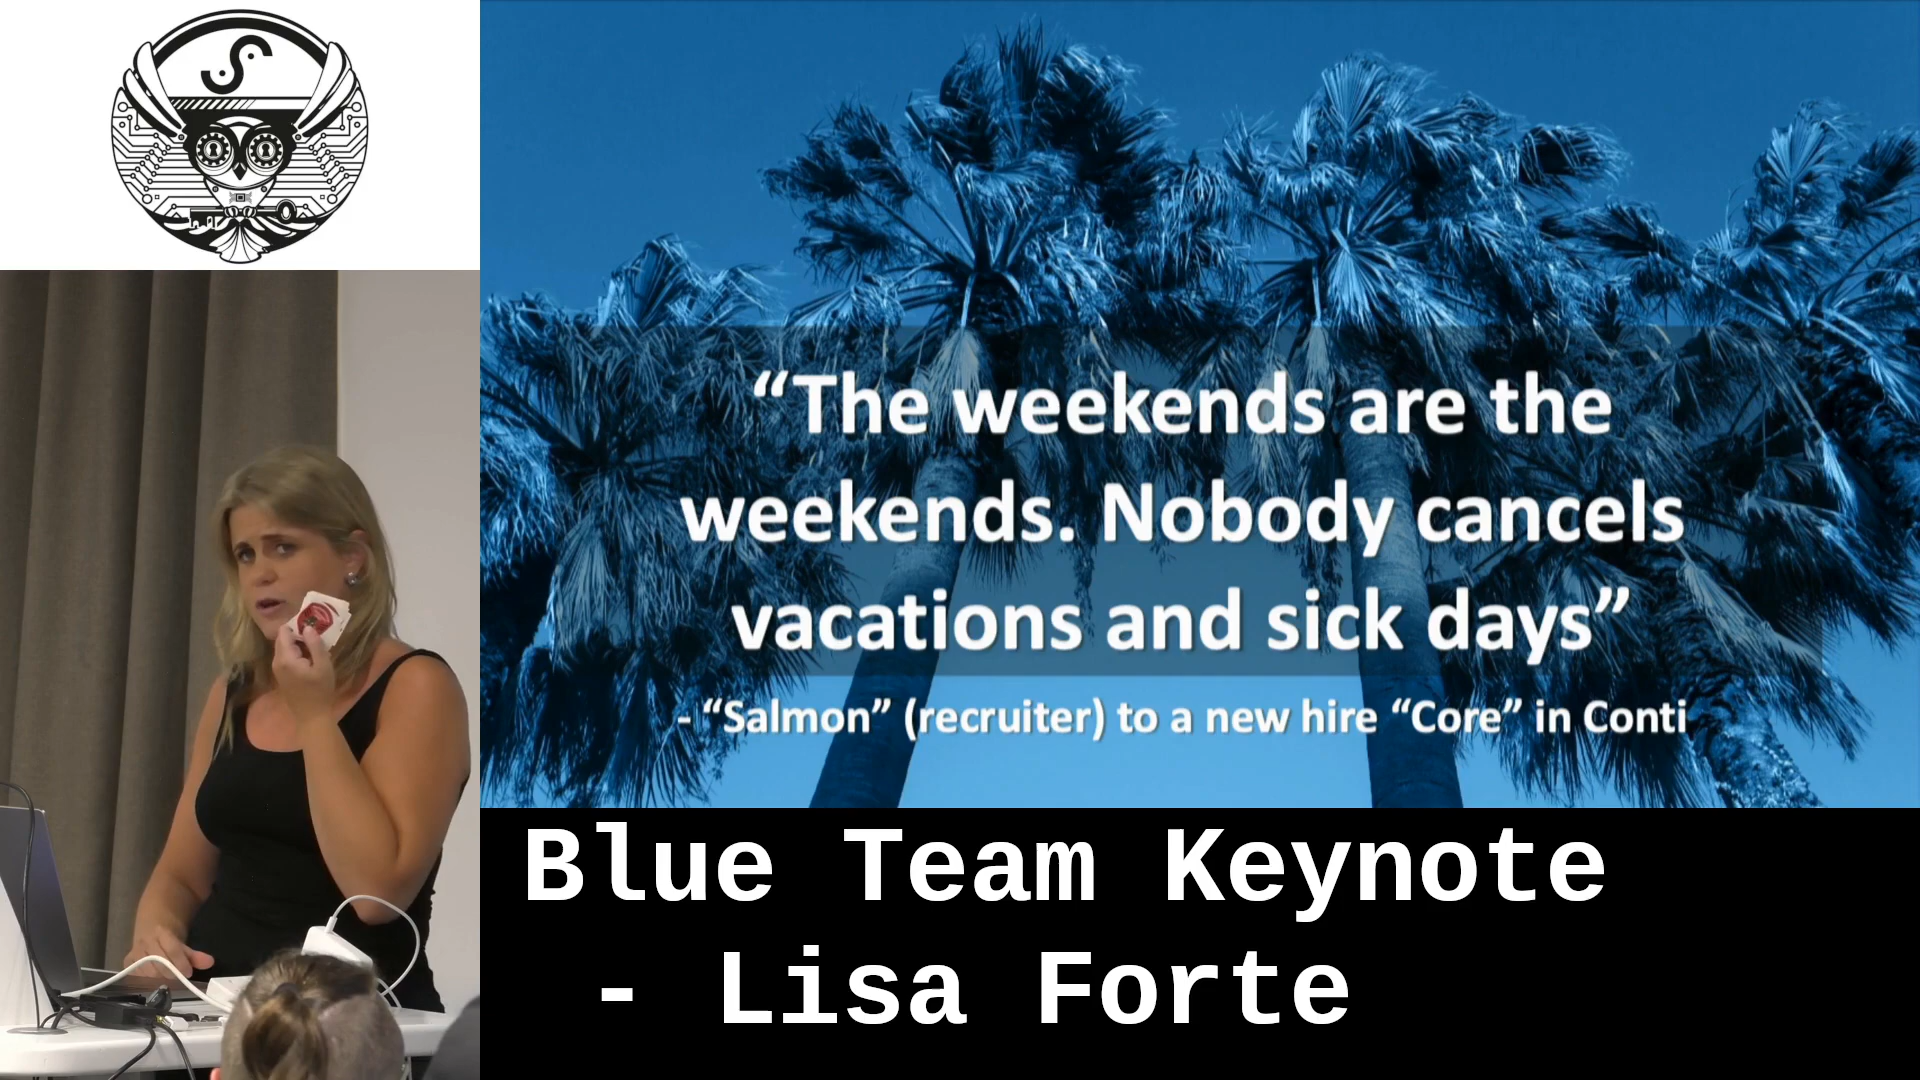 “The weekends are the
weekends. Nobody cancels
vacations and sick days”
- “Salmon” (recruiter) to a new hire “Core” in Conti
Blue Team Keynote
- Lisa Forte